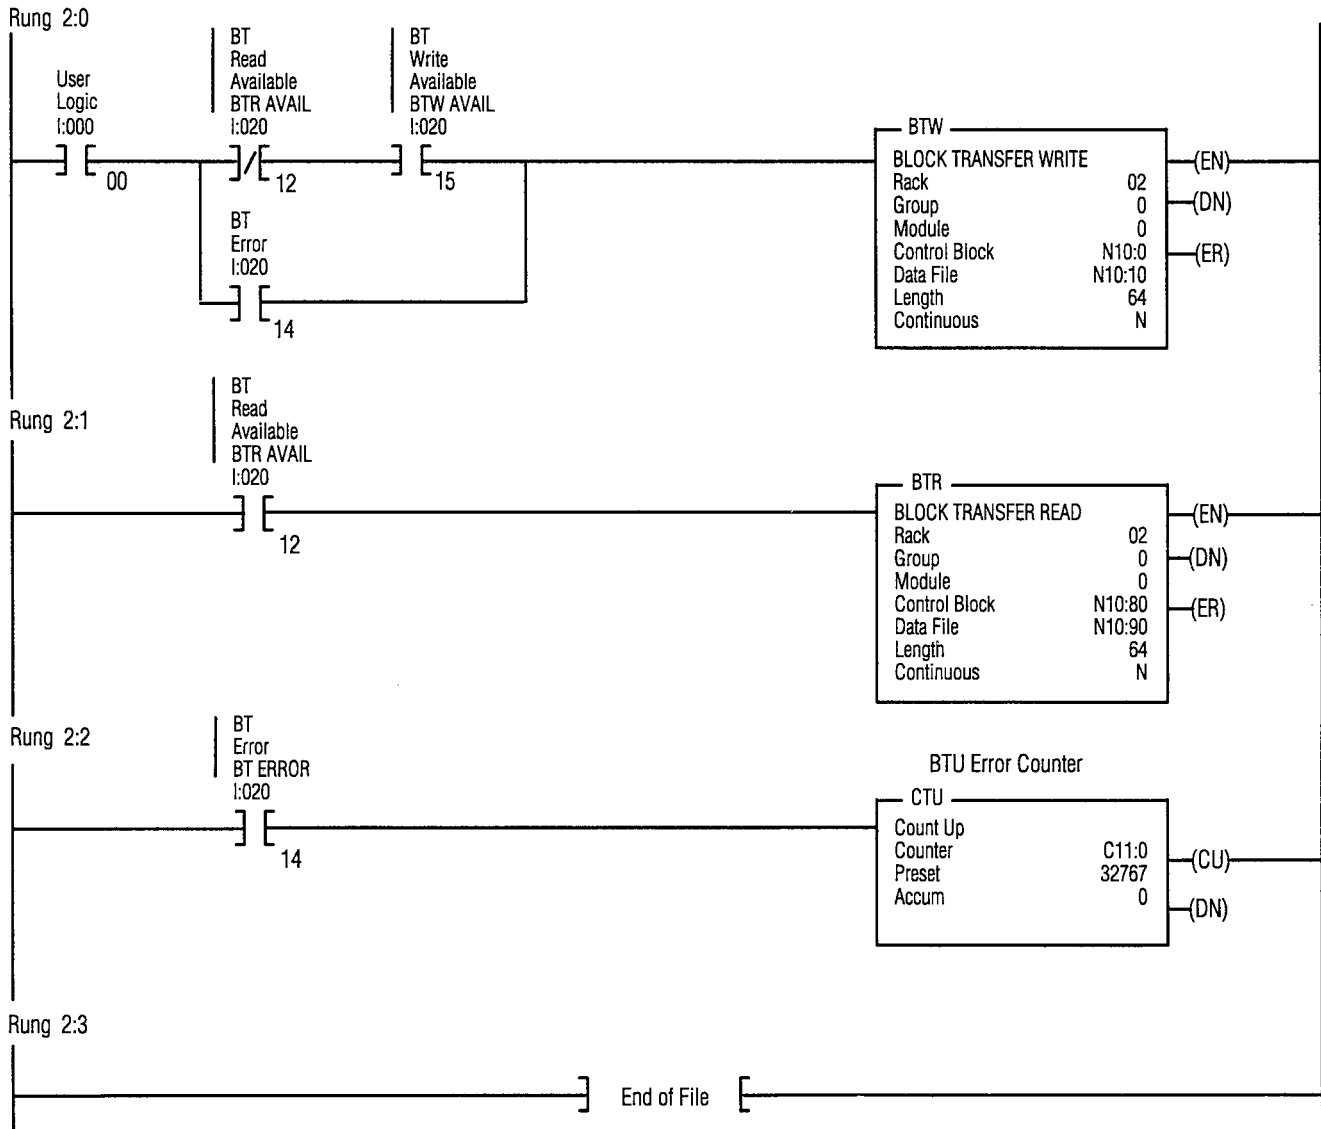 Rung 2:0
User
Logic
I:000
00
BT
Read
Available
BTR AVAIL
I:020
12
BT
Write
Available
BTW AVAIL
I:020
15
BT
Error
I:020
14
BTW
BLOCK TRANSFER WRITE
Rack 02
Group 0
Module 0
Control Block N10:0
Data File N10:10
Length 64
Continuous N
(EN)
(DN)
(ER)
Rung 2:1
BT
Read
Available
BTR AVAIL
I:020
12
BTR
BLOCK TRANSFER READ
Rack 02
Group 0
Module 0
Control Block N10:80
Data File N10:90
Length 64
Continuous N
(EN)
(DN)
(ER)
Rung 2:2
BT
Error
BT ERROR
I:020
14
BTU Error Counter
CTU
Count Up
Counter C11:0
Preset 32767
Accum 0
(CU)
(DN)
Rung 2:3
End of File